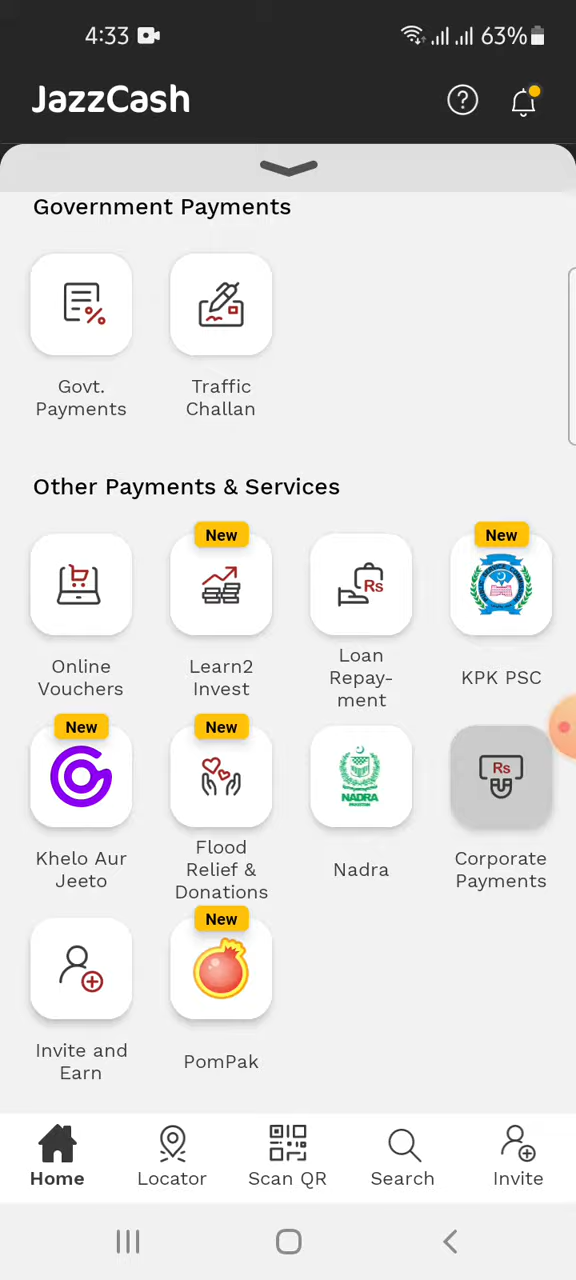 4:33
63%
JazzCash
Government Payments
Govt.
Payments
Traffic
Challan
Other Payments & Services
New
New
Online
Vouchers
Learn2
Invest
Rs
Loan
Repay-
ment
KPK PSC
New
New
Khelo Aur
Jeeto
Flood
Relief &
Donations
NADRA
Nadra
Rs
Corporate
Payments
New
Invite and
Earn
PomPak
Home
Locator
Scan QR
Search
Invite